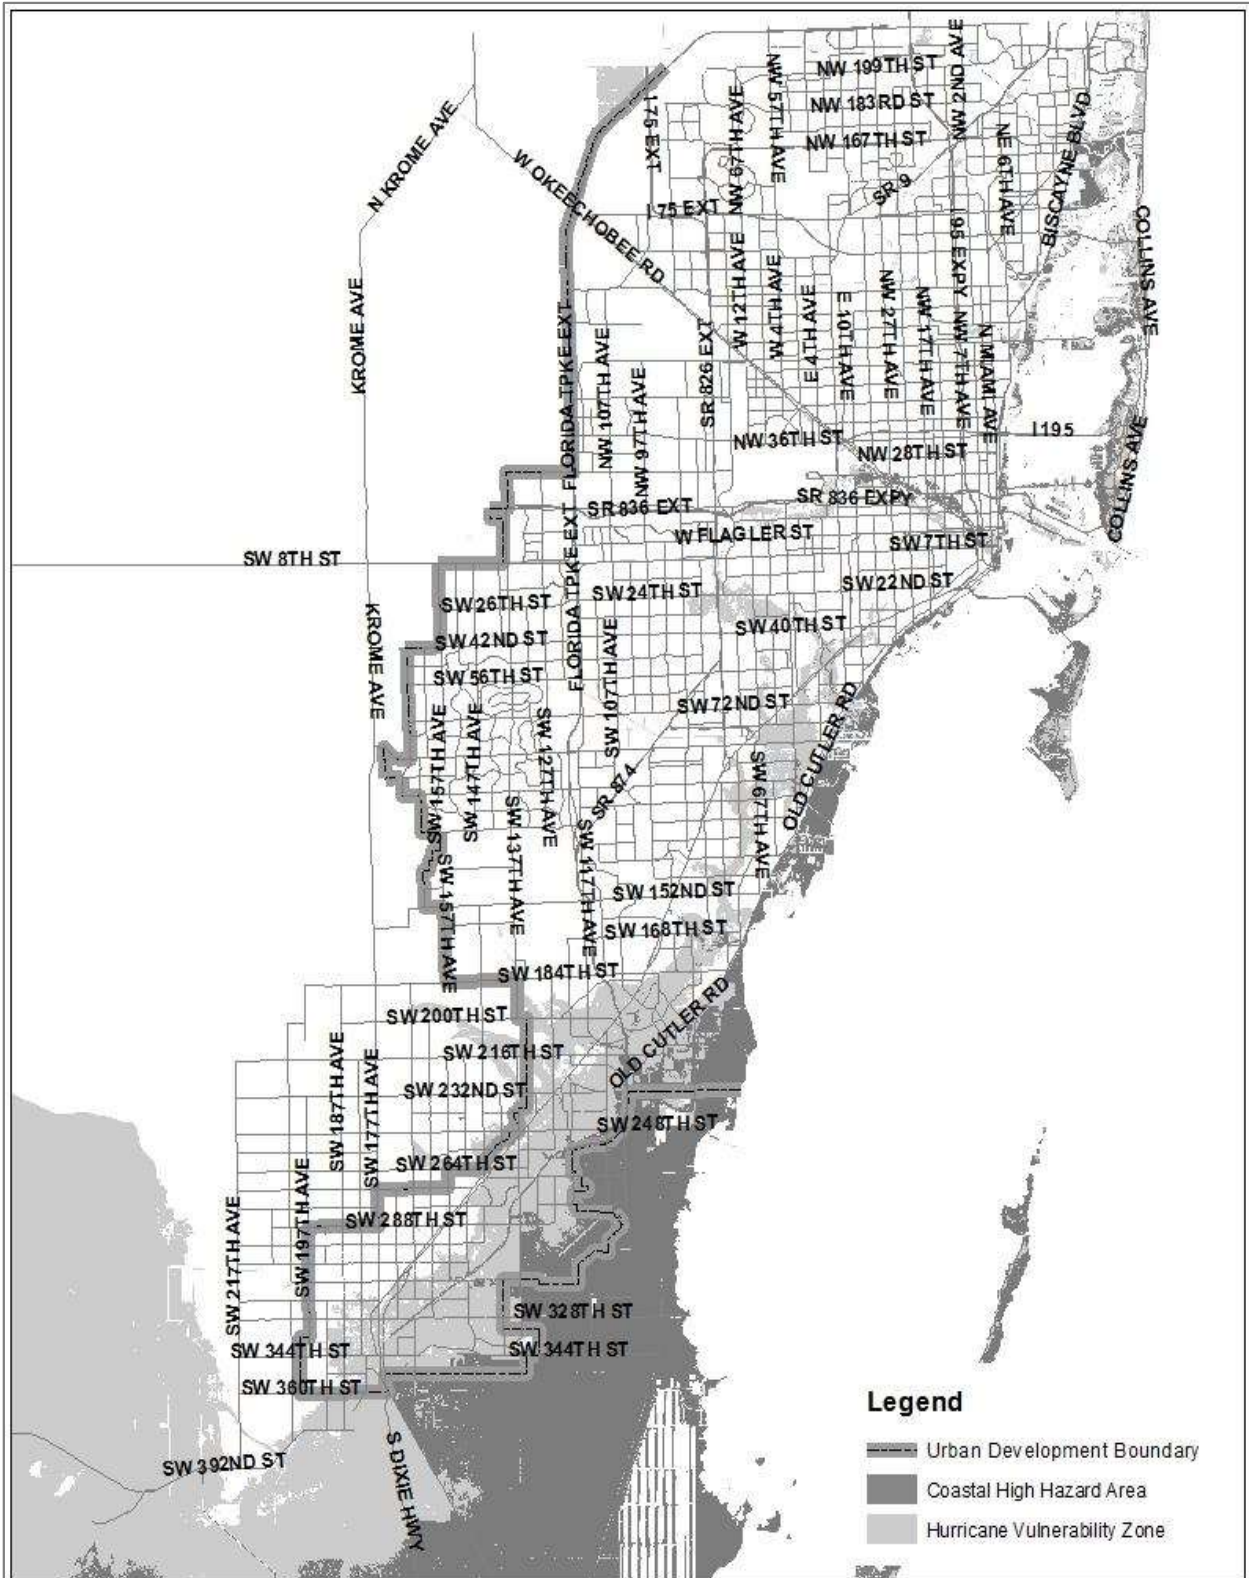 NW 199TH ST
NW 2ND AVE
NW 57TH AVE
NW 183RD ST
I 75 EXT
NW 67TH AVE
NW 167TH ST
NE 6TH AVE
BISCAYNE BLVD
N KROME AVE
W OKEECHOBEE RD
SR 9
I 75 EXT
I 95 EXPY
COLLINS AVE
KROME AVE
W 12TH AVE
W 4TH AVE
E 4TH AVE
E 10TH AVE
NW 27TH AVE
NW 17TH AVE
NW 7TH AVE
N MIAMI AVE
FLORIDA TPKE EXT
NW 107TH AVE
NW 97TH AVE
SR 826 EXT
NW 36TH ST
NW 28TH ST
I 195
COLLINS AVE
SR 836 EXT
SR 836 EXPY
W FLAGLER ST
SW 7TH ST
SW 8TH ST
FLORIDA TPKE EXT
SW 26TH ST
SW 24TH ST
SW 22ND ST
KROME AVE
SW 42ND ST
SW 40TH ST
SW 107TH AVE
SW 56TH ST
SW 72ND ST
OLD CUTLER RD
SW 157TH AVE
SW 147TH AVE
SW 127TH AVE
SR 874
SW 67TH AVE
SW 137TH AVE
SW 117TH AVE
SW 157TH AVE
SW 152ND ST
SW 168TH ST
SW 184TH ST
SW 200TH ST
OLD CUTLER RD
SW 216TH ST
SW 187TH AVE
SW 177TH AVE
SW 232ND ST
SW 248TH ST
SW 264TH ST
SW 217TH AVE
SW 197TH AVE
SW 288TH ST
SW 328TH ST
SW 344TH ST
SW 344TH ST
SW 360TH ST
SW 392ND ST
S DIXIE HWY
Legend
Urban Development Boundary
Coastal High Hazard Area
Hurricane Vulnerability Zone